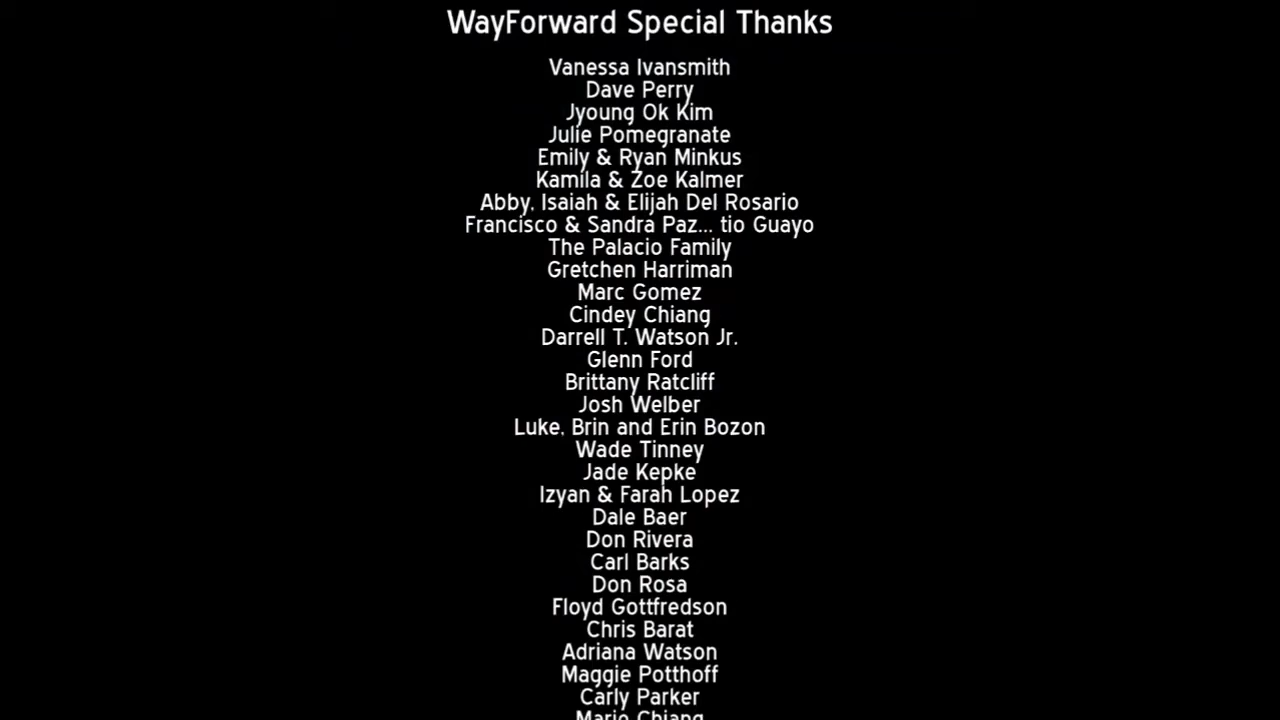 WayForward Special Thanks
Vanessa Ivansmith
Dave Perry
Jyoung Ok Kim
Julie Pomegranate
Emily & Ryan Minkus
Kamila & Zoe Kalmer
Abby, Isaiah & Elijah Del Rosario
Francisco & Sandra Paz... tio Guayo
The Palacio Family
Gretchen Harriman
Marc Gomez
Cindey Chiang
Darrell T. Watson Jr.
Glenn Ford
Brittany Ratcliff
Josh Welber
Luke, Brin and Erin Bozon
Wade Tinney
Jade Kepke
Izyan & Farah Lopez
Dale Baer
Don Rivera
Carl Barks
Don Rosa
Floyd Gottfredson
Chris Barat
Adriana Watson
Maggie Potthoff
Carly Parker
Chiang